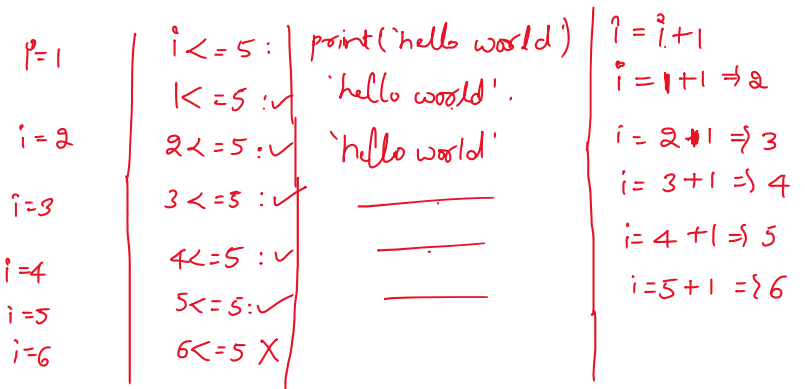 i=1 i<=5: print('hello world') i=i+1
1<=5:✓ 'hello world'. i=1+1⇒2
i=2 2<=5:✓ 'hello world' i=2+1⇒3
i=3 3<=5:✓ i=3+1⇒4
i=4 4<=5:✓ i=4+1⇒5
i=5 5<=5:✓ i=5+1⇒6
i=6 6<=5 X